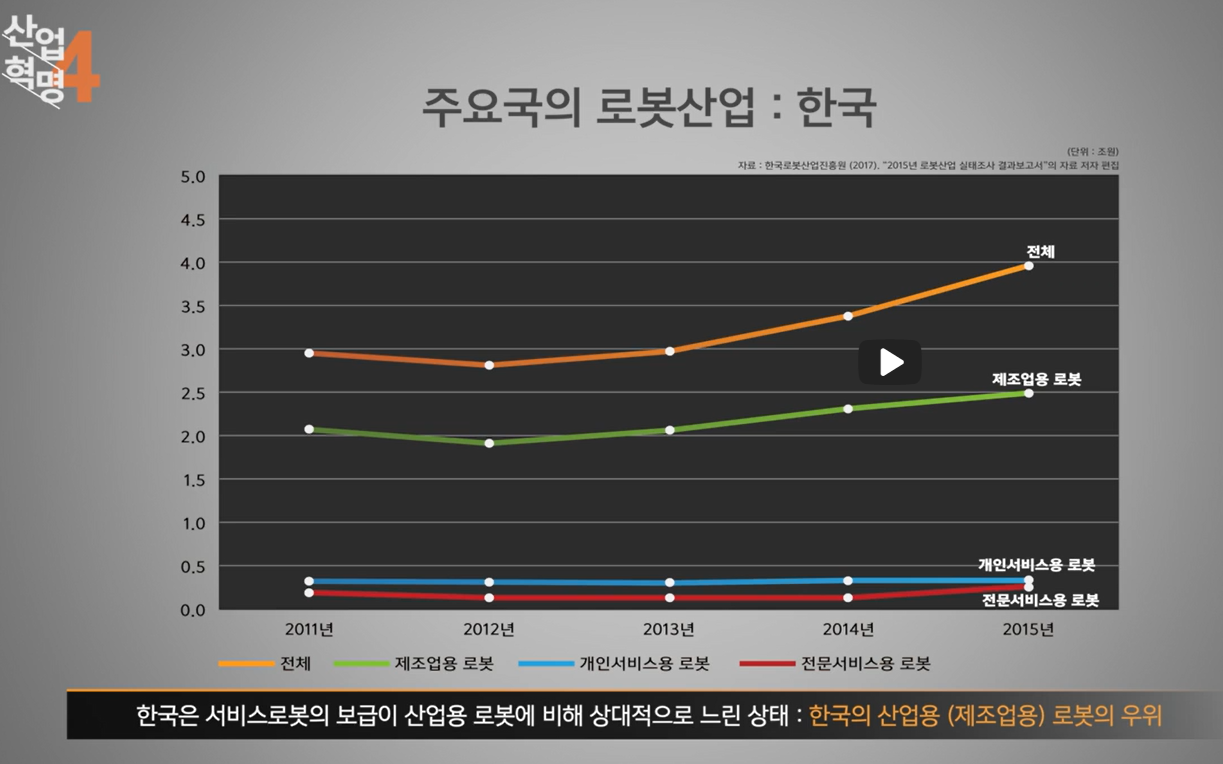 산업
혁명
4
주요국의 로봇산업 : 한국
(단위 : 조원)
자료 : 한국로봇산업진흥원 (2017). "2015년 로봇산업 실태조사 결과보고서"의 자료 저자 편집
5.0
4.5
4.0
3.5
3.0
2.5
2.0
1.5
1.0
0.5
0.0
전체
제조업용 로봇
개인서비스용 로봇
전문서비스용 로봇
2011년 2012년 2013년 2014년 2015년
전체 제조업용 로봇 개인서비스용 로봇 전문서비스용 로봇
한국은 서비스로봇의 보급이 산업용 로봇에 비해 상대적으로 느린 상태 : 한국의 산업용 (제조업용) 로봇의 우위